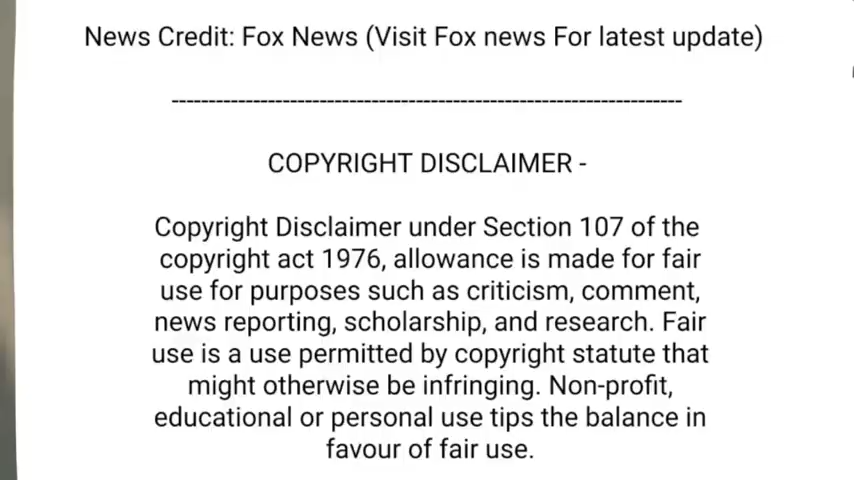 News Credit: Fox News (Visit Fox news For latest update)
---------------------------------------------------------------------
COPYRIGHT DISCLAIMER -
Copyright Disclaimer under Section 107 of the
copyright act 1976, allowance is made for fair
use for purposes such as criticism, comment,
news reporting, scholarship, and research. Fair
use is a use permitted by copyright statute that
might otherwise be infringing. Non-profit,
educational or personal use tips the balance in
favour of fair use.